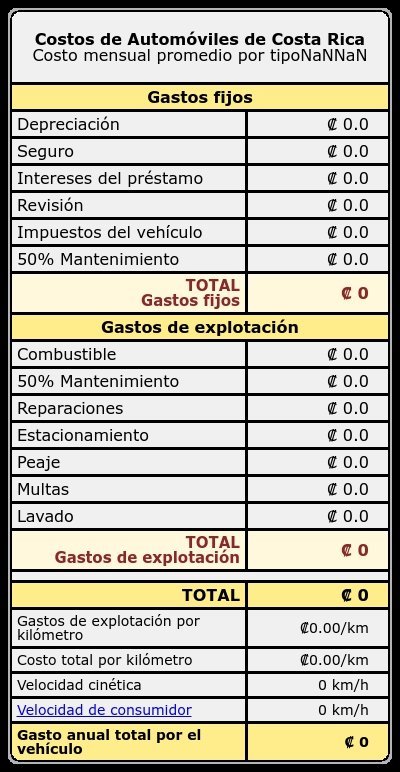 Costos de Automóviles de Costa Rica
Costo mensual promedio por tipoNaNNaN
Gastos fijos
Depreciación ₡ 0.0
Seguro ₡ 0.0
Intereses del préstamo ₡ 0.0
Revisión ₡ 0.0
Impuestos del vehículo ₡ 0.0
50% Mantenimiento ₡ 0.0
TOTAL
Gastos fijos ₡ 0
Gastos de explotación
Combustible ₡ 0.0
50% Mantenimiento ₡ 0.0
Reparaciones ₡ 0.0
Estacionamiento ₡ 0.0
Peaje ₡ 0.0
Multas ₡ 0.0
Lavado ₡ 0.0
TOTAL
Gastos de explotación ₡ 0
TOTAL ₡ 0
Gastos de explotación por
kilómetro ₡0.00/km
Costo total por kilómetro ₡0.00/km
Velocidad cinética 0 km/h
Velocidad de consumidor 0 km/h
Gasto anual total por el
vehículo ₡ 0